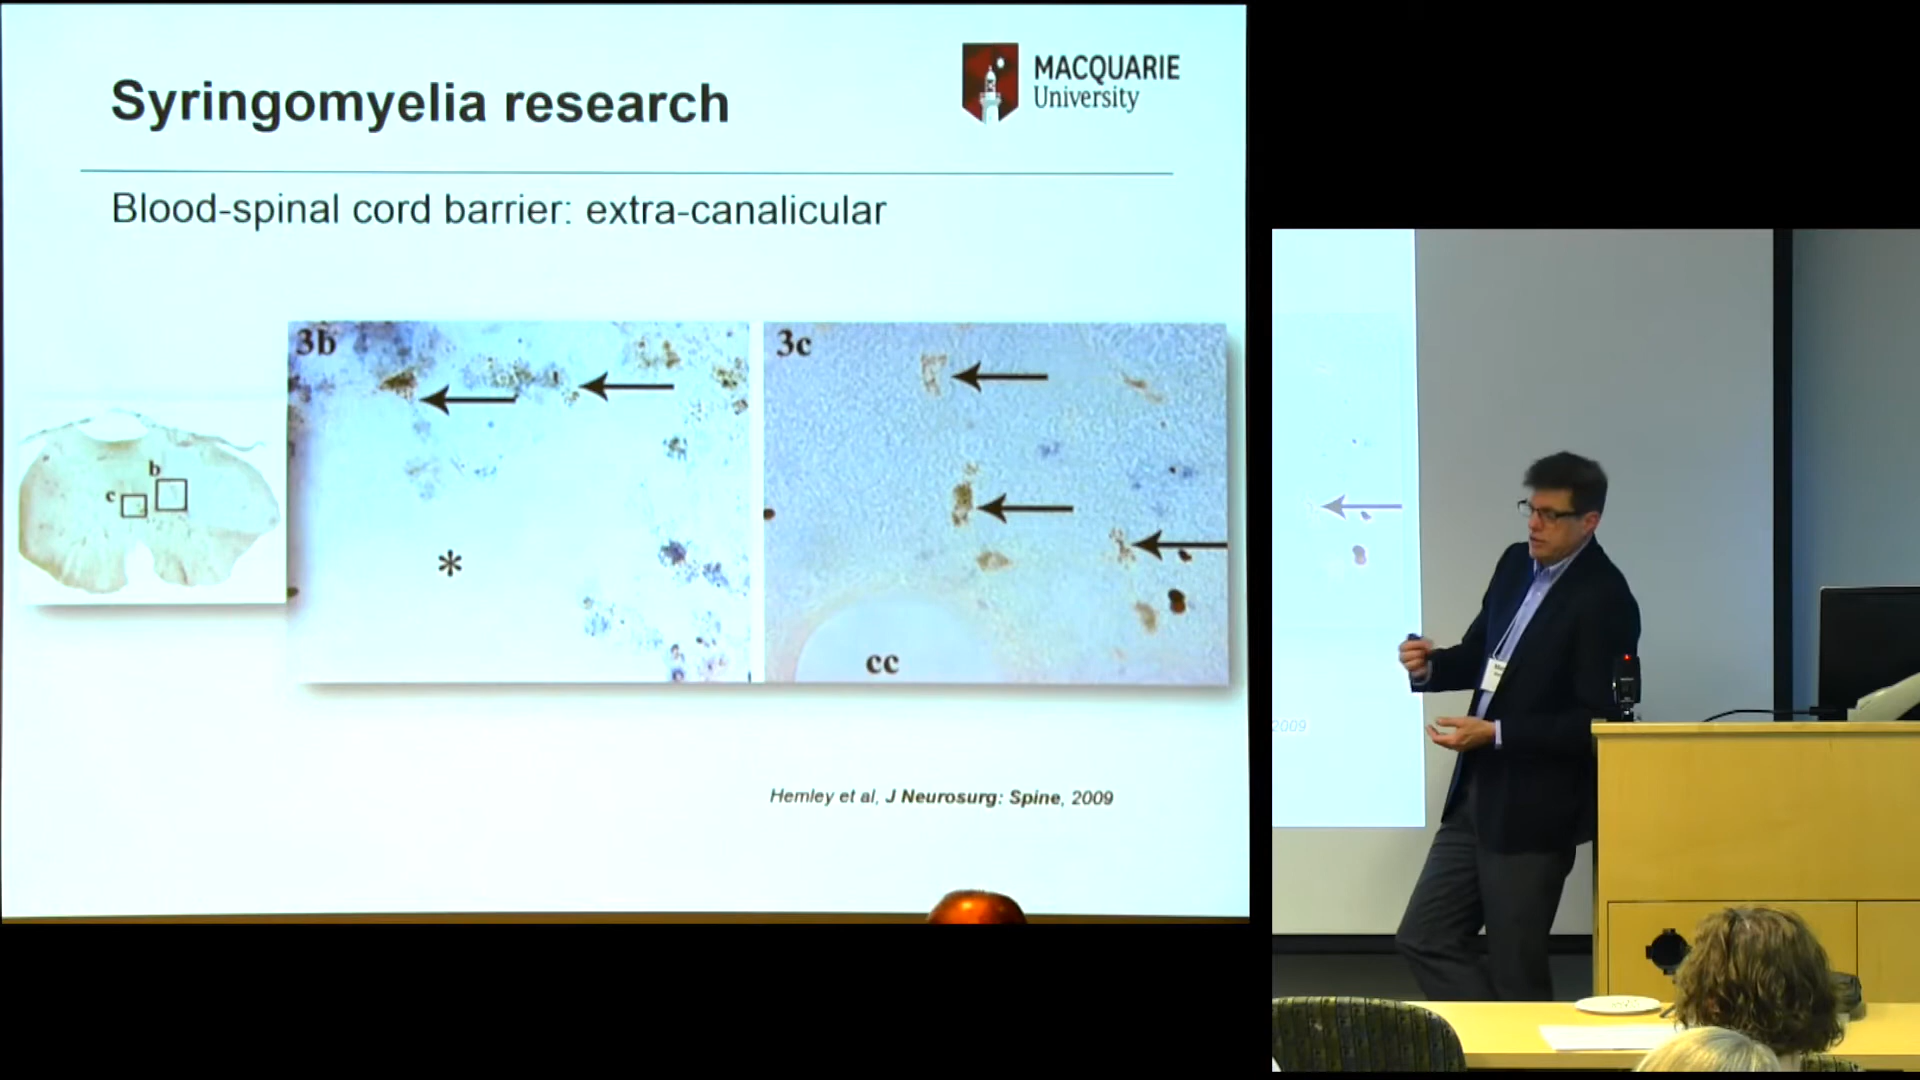 Syringomyelia research
MACQUARIE
University
Blood-spinal cord barrier: extra-canalicular
3b
3c
b
c
*
cc
Hemley et al, J Neurosurg: Spine, 2009
2009